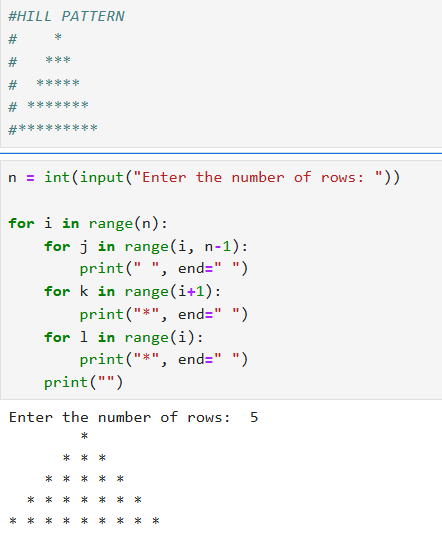 #HILL PATTERN
#    *
#   ***
#  *****
# *******
#*********
n = int(input("Enter the number of rows: "))
for i in range(n):
    for j in range(i, n-1):
        print(" ", end=" ")
    for k in range(i+1):
        print("*", end=" ")
    for l in range(i):
        print("*", end=" ")
    print("")
Enter the number of rows:  5
        * 
      * * * 
    * * * * * 
  * * * * * * * 
* * * * * * * * *